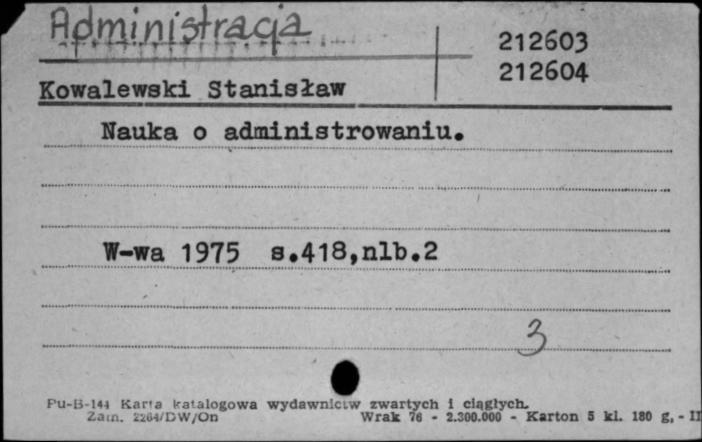 Administracja
212603
212604
Kowalewski Stanisław
Nauka o administrowaniu.
W-wa 1975 s.418,nlb.2
3
Pu-B-144 Karta katalogowa wydawnictw zwartych i ciągłych.
Zam. 2264/DW/On Wrak 76 - 2.300.000 - Karton 5 kl. 180 g, - II